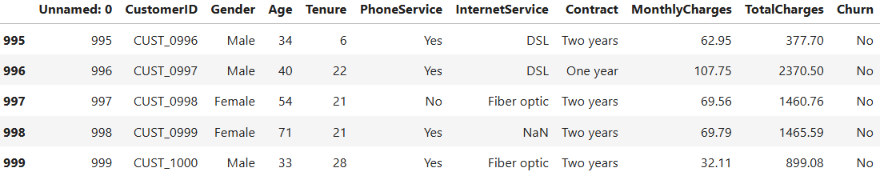 Unnamed: 0 CustomerID Gender Age Tenure PhoneService InternetService Contract MonthlyCharges TotalCharges Churn
995 995 CUST_0996 Male 34 6 Yes DSL Two years 62.95 377.70 No
996 996 CUST_0997 Male 40 22 Yes DSL One year 107.75 2370.50 No
997 997 CUST_0998 Female 54 21 No Fiber optic Two years 69.56 1460.76 No
998 998 CUST_0999 Female 71 21 Yes NaN Two years 69.79 1465.59 No
999 999 CUST_1000 Male 33 28 Yes Fiber optic Two years 32.11 899.08 No